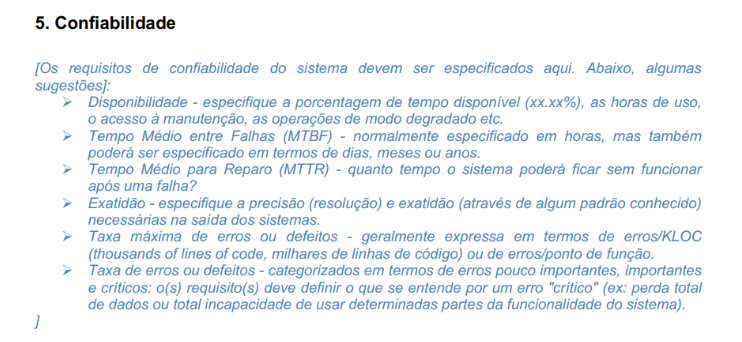 5. Confiabilidade
[Os requisitos de confiabilidade do sistema devem ser especificados aqui. Abaixo, algumas
sugestões]:
➢ Disponibilidade - especifique a porcentagem de tempo disponível (xx.xx%), as horas de uso,
o acesso à manutenção, as operações de modo degradado etc.
➢ Tempo Médio entre Falhas (MTBF) - normalmente especificado em horas, mas também
poderá ser especificado em termos de dias, meses ou anos.
➢ Tempo Médio para Reparo (MTTR) - quanto tempo o sistema poderá ficar sem funcionar
após uma falha?
➢ Exatidão - especifique a precisão (resolução) e exatidão (através de algum padrão conhecido)
necessárias na saída dos sistemas.
➢ Taxa máxima de erros ou defeitos - geralmente expressa em termos de erros/KLOC
(thousands of lines of code, milhares de linhas de código) ou de erros/ponto de função.
➢ Taxa de erros ou defeitos - categorizados em termos de erros pouco importantes, importantes
e críticos: o(s) requisito(s) deve definir o que se entende por um erro "crítico" (ex: perda total
de dados ou total incapacidade de usar determinadas partes da funcionalidade do sistema).
]